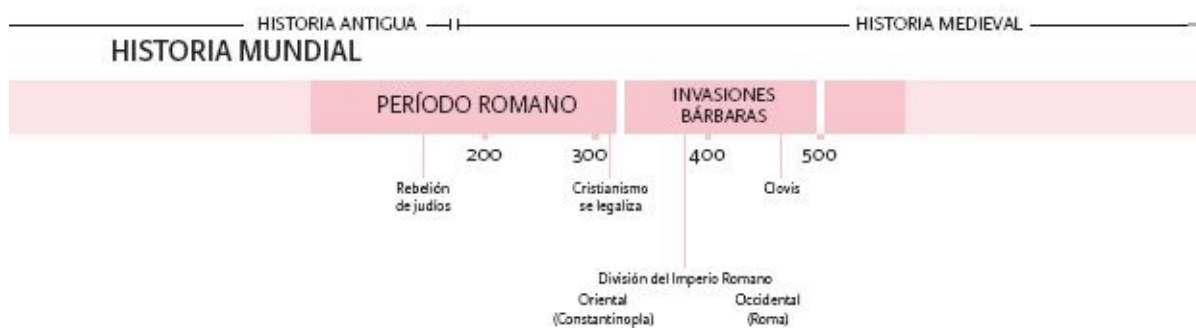 HISTORIA ANTIGUA
HISTORIA MEDIEVAL
HISTORIA MUNDIAL
PERÍODO ROMANO
INVASIONES
BÁRBARAS
200
300
400
500
Rebelión
de judíos
Cristianismo
se legaliza
Clovis
División del Imperio Romano
Oriental
(Constantinopla)
Occidental
(Roma)